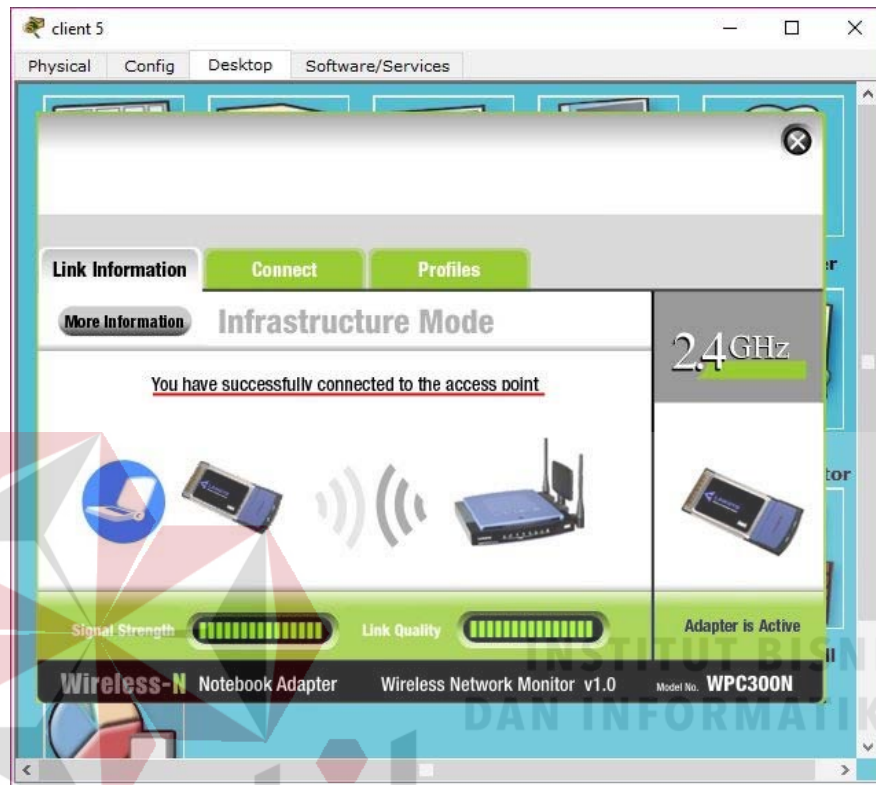 client 5
Physical Config Desktop Software/Services
Link Information Connect Profiles
More Information Infrastructure Mode
2.4GHz
You have successfully connected to the access point
Signal Strength Link Quality Adapter is Active
Wireless-N Notebook Adapter Wireless Network Monitor v1.0 Model No. WPC300N
INSTITUT BISNI
DAN INFORMATIK